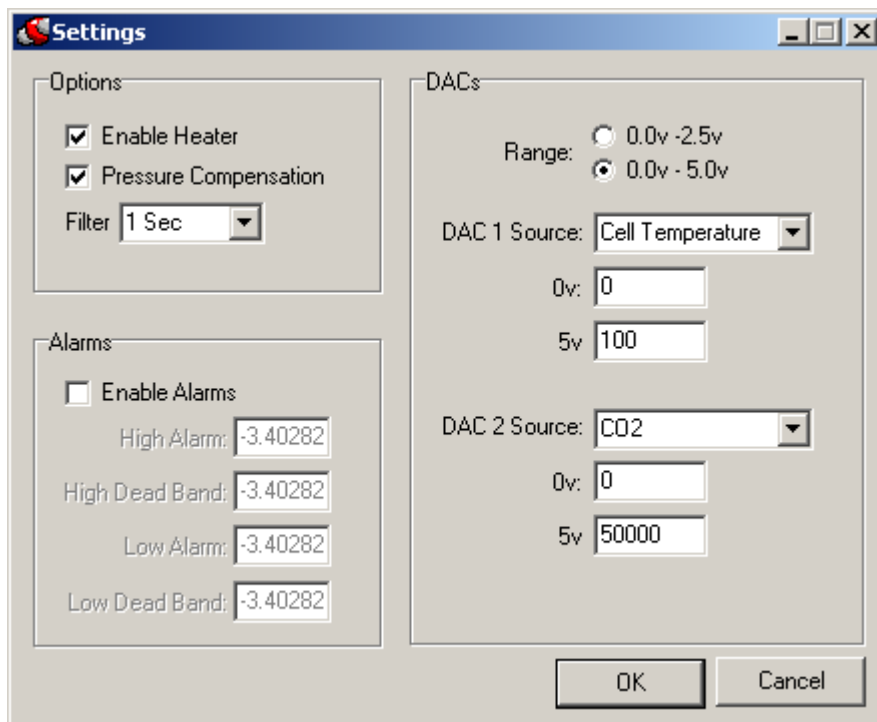 Settings
Options
Enable Heater
Pressure Compensation
Filter 1 Sec
Alarms
Enable Alarms
High Alarm: -3.40282
High Dead Band: -3.40282
Low Alarm: -3.40282
Low Dead Band: -3.40282
DACs
Range: 0.0v -2.5v
0.0v - 5.0v
DAC 1 Source: Cell Temperature
0v: 0
5v 100
DAC 2 Source: CO2
0v: 0
5v 50000
OK Cancel